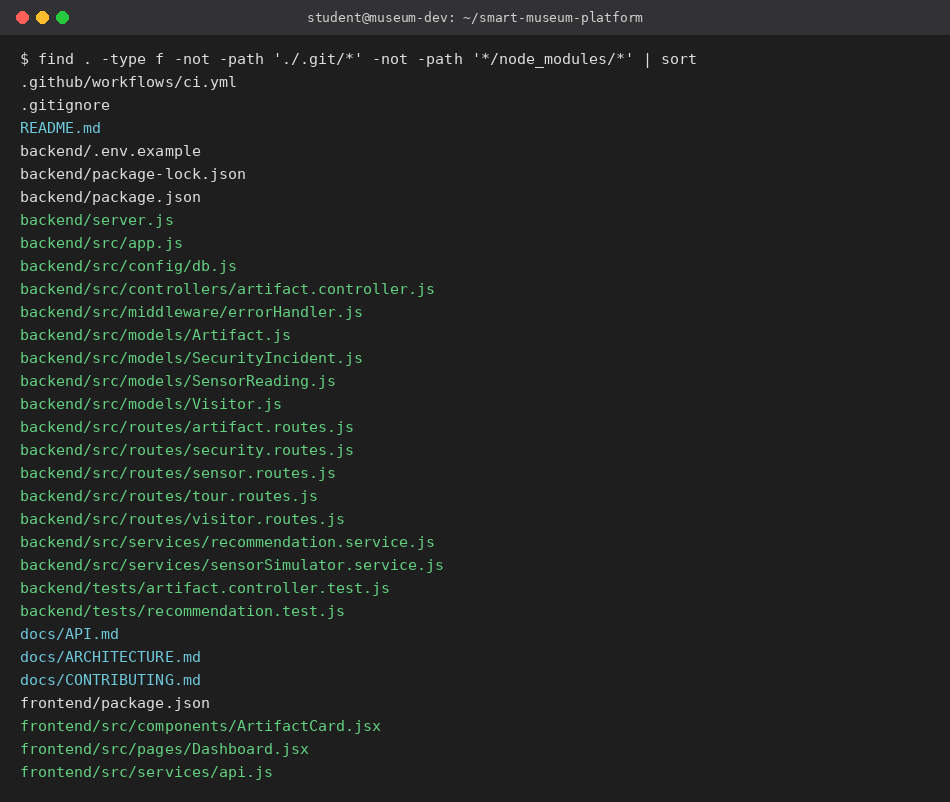 student@museum-dev: ~/smart-museum-platform
$ find . -type f -not -path './.git/*' -not -path '*/node_modules/*' | sort
.github/workflows/ci.yml
.gitignore
README.md
backend/.env.example
backend/package-lock.json
backend/package.json
backend/server.js
backend/src/app.js
backend/src/config/db.js
backend/src/controllers/artifact.controller.js
backend/src/middleware/errorHandler.js
backend/src/models/Artifact.js
backend/src/models/SecurityIncident.js
backend/src/models/SensorReading.js
backend/src/models/Visitor.js
backend/src/routes/artifact.routes.js
backend/src/routes/security.routes.js
backend/src/routes/sensor.routes.js
backend/src/routes/tour.routes.js
backend/src/routes/visitor.routes.js
backend/src/services/recommendation.service.js
backend/src/services/sensorSimulator.service.js
backend/tests/artifact.controller.test.js
backend/tests/recommendation.test.js
docs/API.md
docs/ARCHITECTURE.md
docs/CONTRIBUTING.md
frontend/package.json
frontend/src/components/ArtifactCard.jsx
frontend/src/pages/Dashboard.jsx
frontend/src/services/api.js